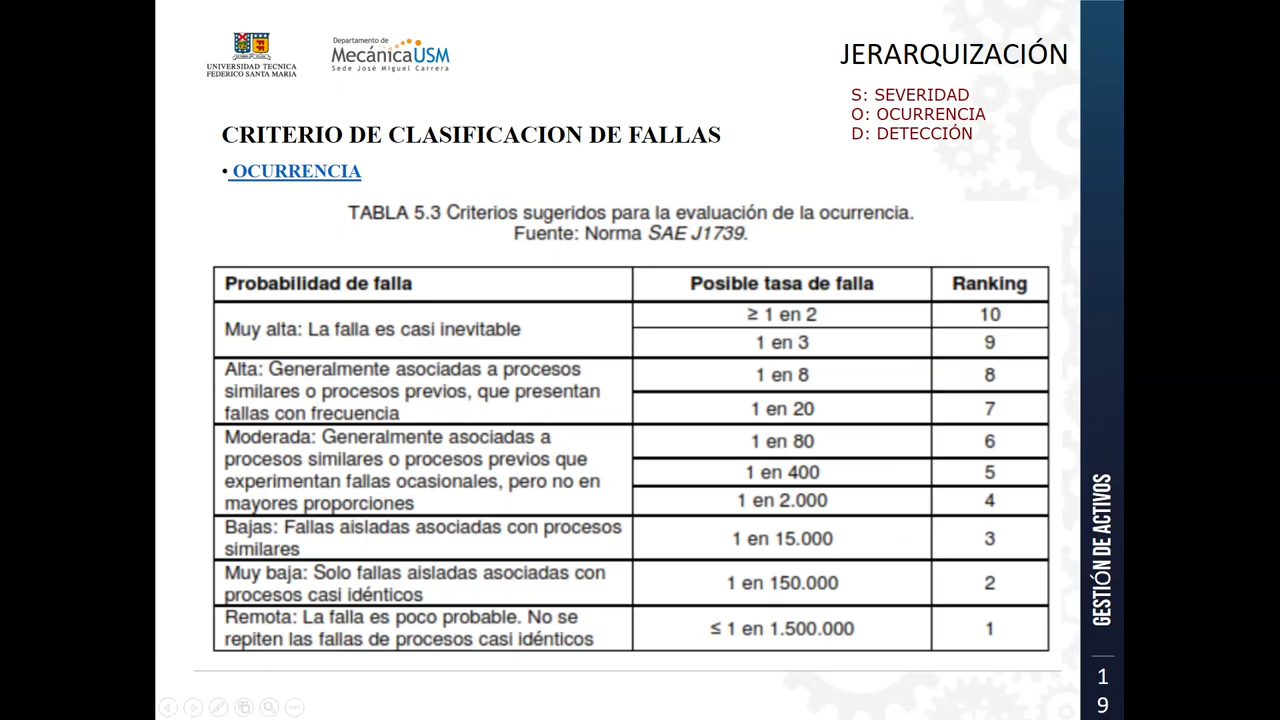 UNIVERSIDAD TECNICA
FEDERICO SANTA MARIA
Departamento de
MecánicaUSM
Sede José Miguel Carrera
JERARQUIZACIÓN
S: SEVERIDAD
O: OCURRENCIA
D: DETECCIÓN
CRITERIO DE CLASIFICACION DE FALLAS
• OCURRENCIA
TABLA 5.3 Criterios sugeridos para la evaluación de la ocurrencia.
Fuente: Norma SAE J1739.
Probabilidad de falla Posible tasa de falla Ranking
Muy alta: La falla es casi inevitable
≥ 1 en 2 10
1 en 3 9
Alta: Generalmente asociadas a procesos
similares o procesos previos, que presentan
fallas con frecuencia
1 en 8 8
1 en 20 7
Moderada: Generalmente asociadas a
procesos similares o procesos previos que
experimentan fallas ocasionales, pero no en
mayores proporciones
1 en 80 6
1 en 400 5
1 en 2.000 4
Bajas: Fallas aisladas asociadas con procesos
similares
1 en 15.000 3
Muy baja: Solo fallas aisladas asociadas con
procesos casi idénticos
1 en 150.000 2
Remota: La falla es poco probable. No se
repiten las fallas de procesos casi idénticos
≤ 1 en 1.500.000 1
GESTIÓN DE ACTIVOS
1
9